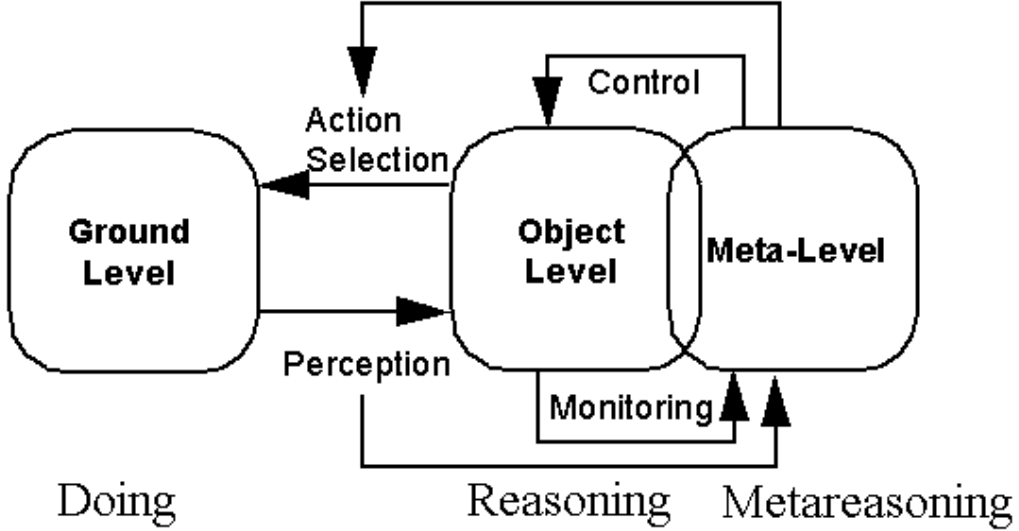 Control
Action
Selection
Ground
Level
Object
Level
Meta-Level
Perception
Monitoring
Doing
Reasoning
Metareasoning